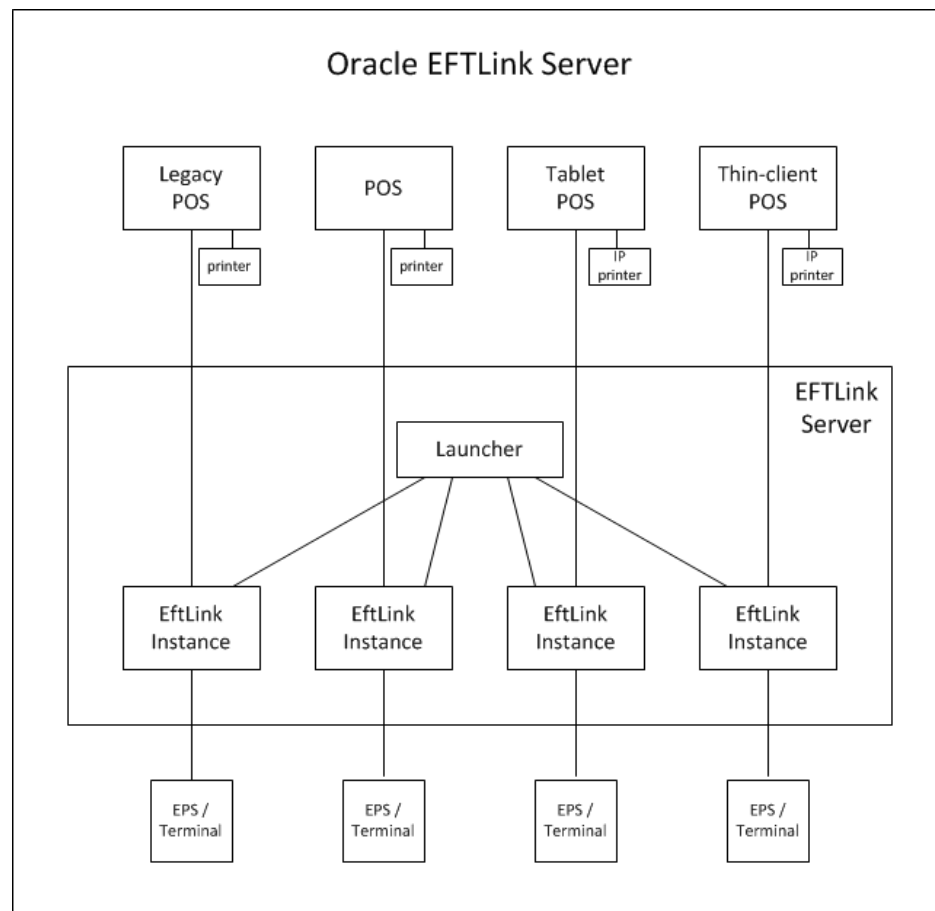 Oracle EFTLink Server
Legacy
POS
printer
POS
printer
Tablet
POS
IP
printer
Thin-client
POS
IP
printer
EFTLink
Server
Launcher
EftLink
Instance
EftLink
Instance
EftLink
Instance
EftLink
Instance
EPS /
Terminal
EPS /
Terminal
EPS /
Terminal
EPS /
Terminal